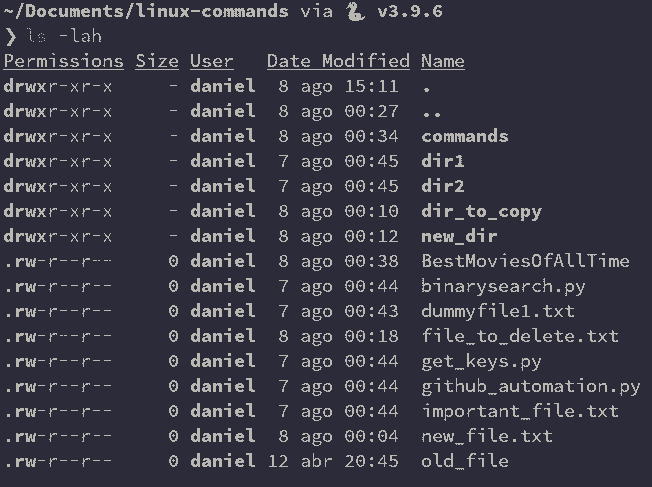 ~/Documents/linux-commands via 🐍 v3.9.6
❯ ls -lah
Permissions Size User   Date Modified Name
drwxr-xr-x     - daniel  8 ago 15:11  .
drwxr-xr-x     - daniel  8 ago 00:27  ..
drwxr-xr-x     - daniel  8 ago 00:34  commands
drwxr-xr-x     - daniel  7 ago 00:45  dir1
drwxr-xr-x     - daniel  7 ago 00:45  dir2
drwxr-xr-x     - daniel  8 ago 00:10  dir_to_copy
drwxr-xr-x     - daniel  8 ago 00:12  new_dir
.rw-r--r--     0 daniel  8 ago 00:38  BestMoviesOfAllTime
.rw-r--r--     0 daniel  7 ago 00:44  binarysearch.py
.rw-r--r--     0 daniel  7 ago 00:43  dummyfile1.txt
.rw-r--r--     0 daniel  8 ago 00:18  file_to_delete.txt
.rw-r--r--     0 daniel  7 ago 00:44  get_keys.py
.rw-r--r--     0 daniel  7 ago 00:44  github_automation.py
.rw-r--r--     0 daniel  7 ago 00:44  important_file.txt
.rw-r--r--     0 daniel  8 ago 00:04  new_file.txt
.rw-r--r--     0 daniel 12 abr 20:45  old_file